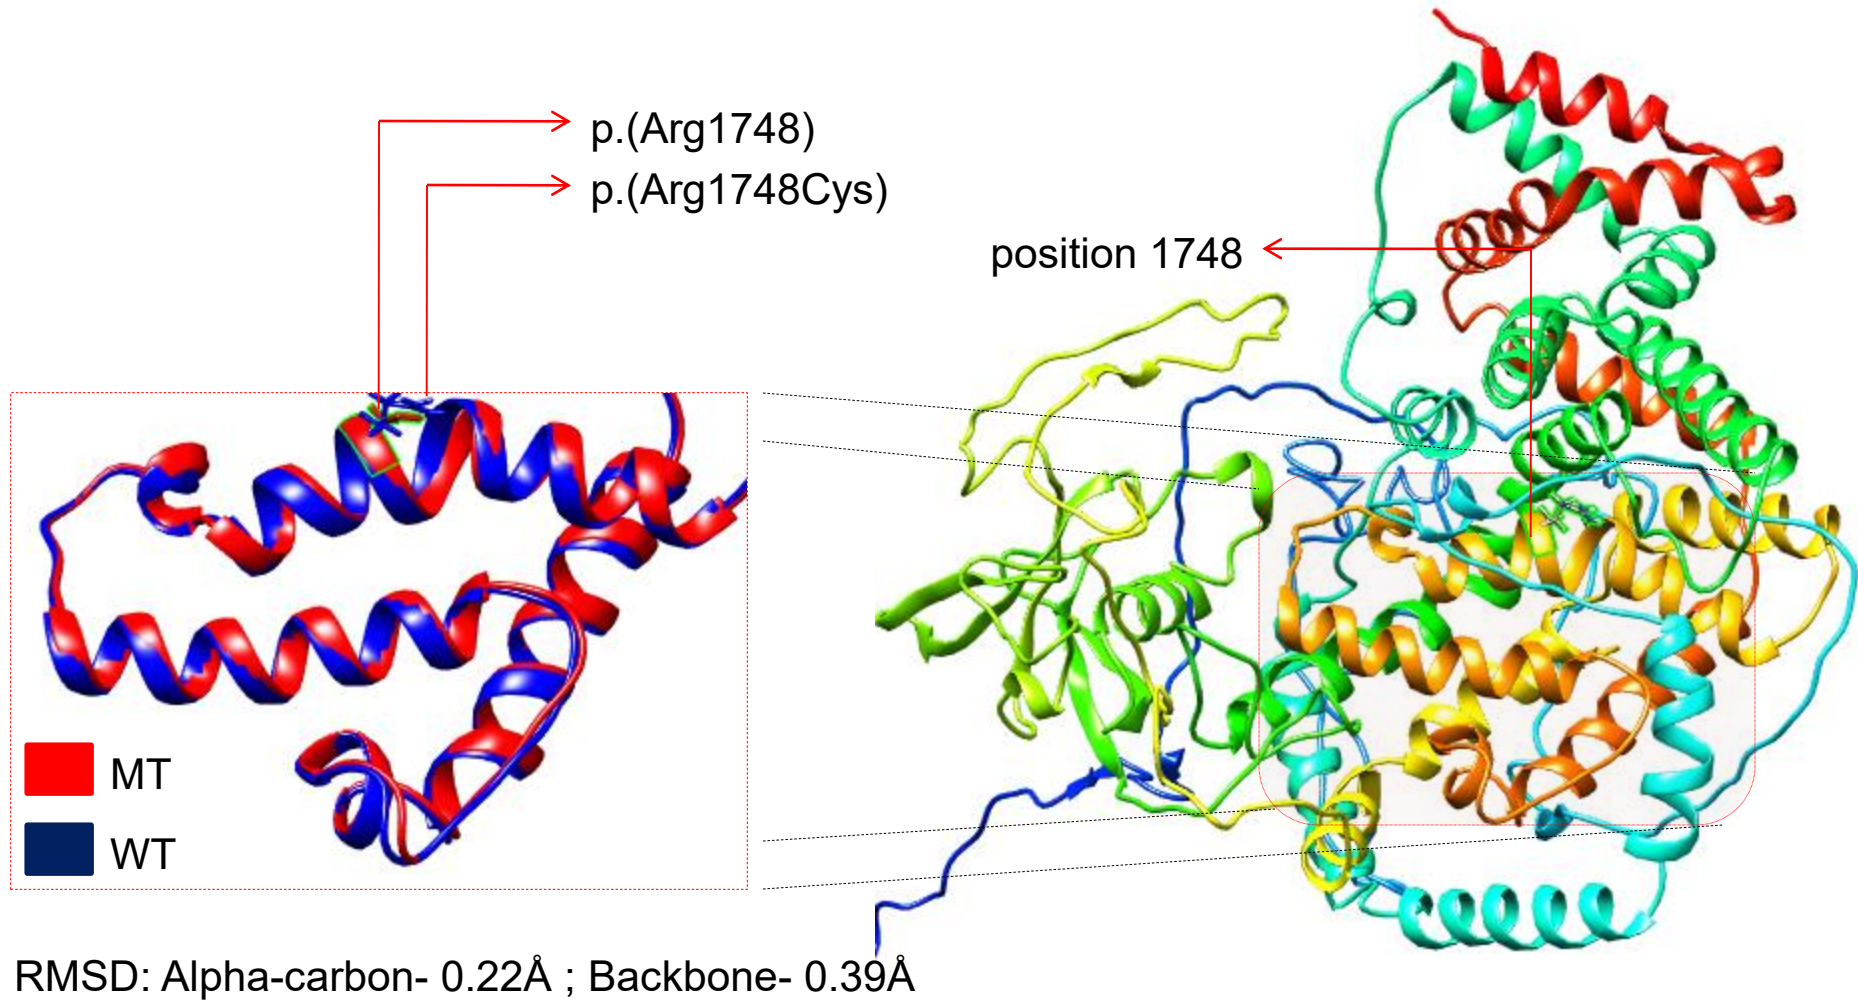 p.(Arg1748)
p.(Arg1748Cys)
position 1748
MT
WT
RMSD: Alpha-carbon- 0.22Å ; Backbone- 0.39Å